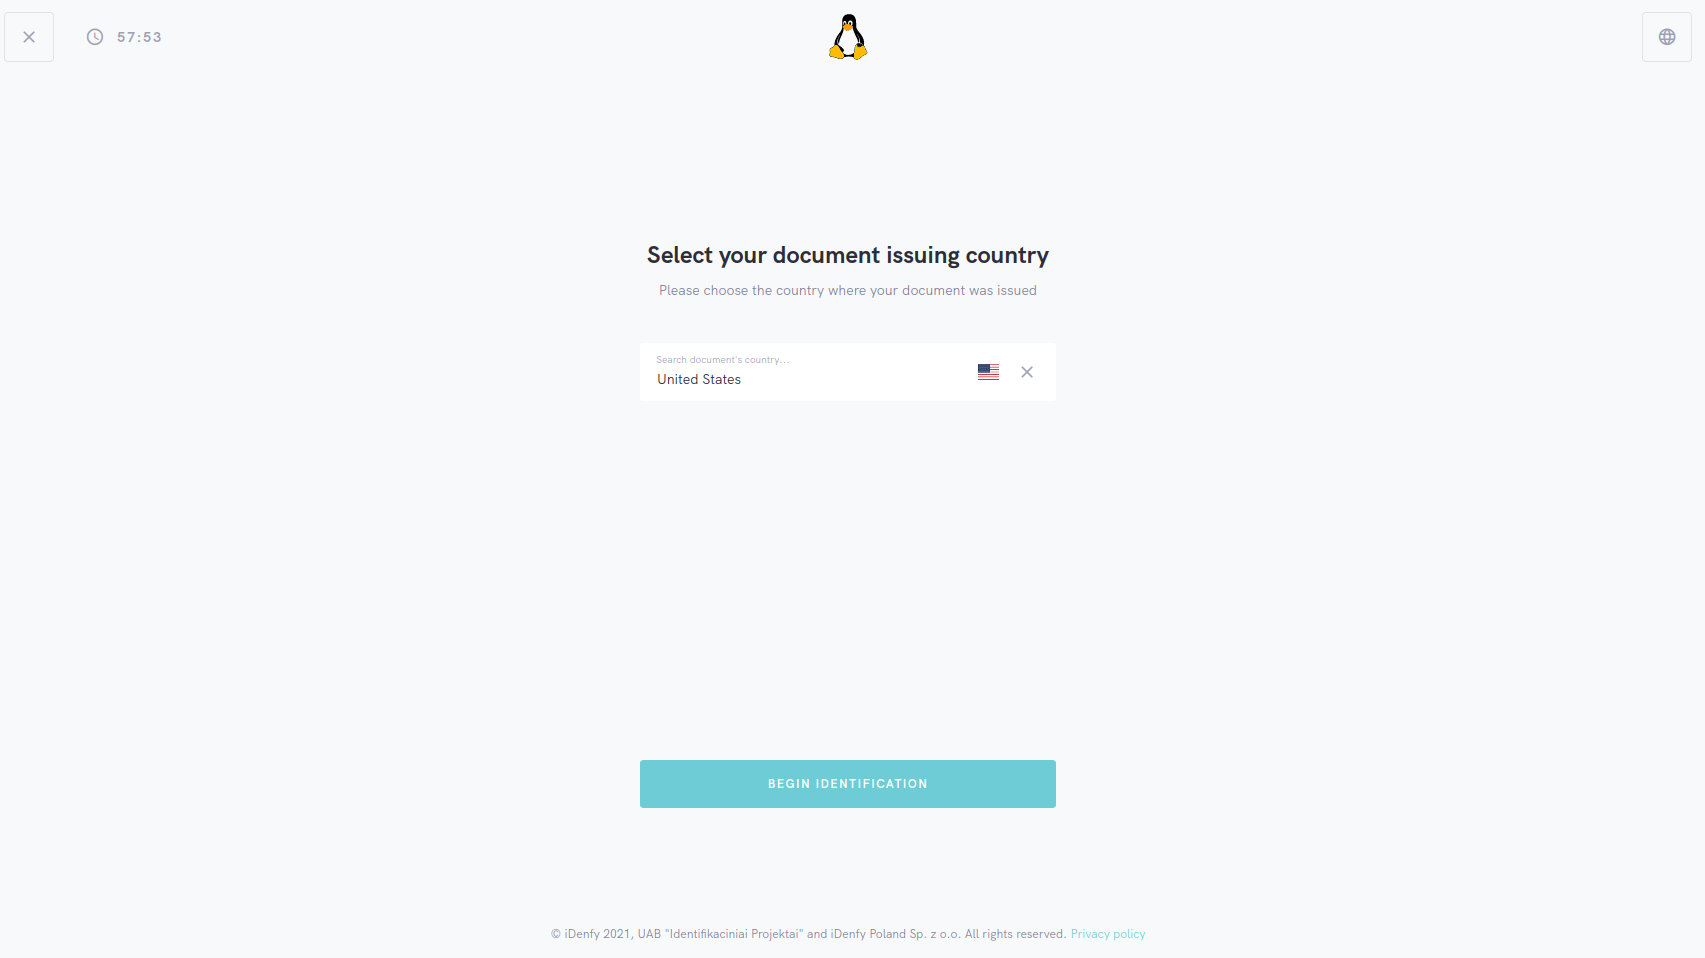 57:53
Select your document issuing country
Please choose the country where your document was issued
Search document's country...
United States
BEGIN IDENTIFICATION
© iDenfy 2021, UAB "Identifikaciniai Projektai" and iDenfy Poland Sp. z o.o. All rights reserved. Privacy policy